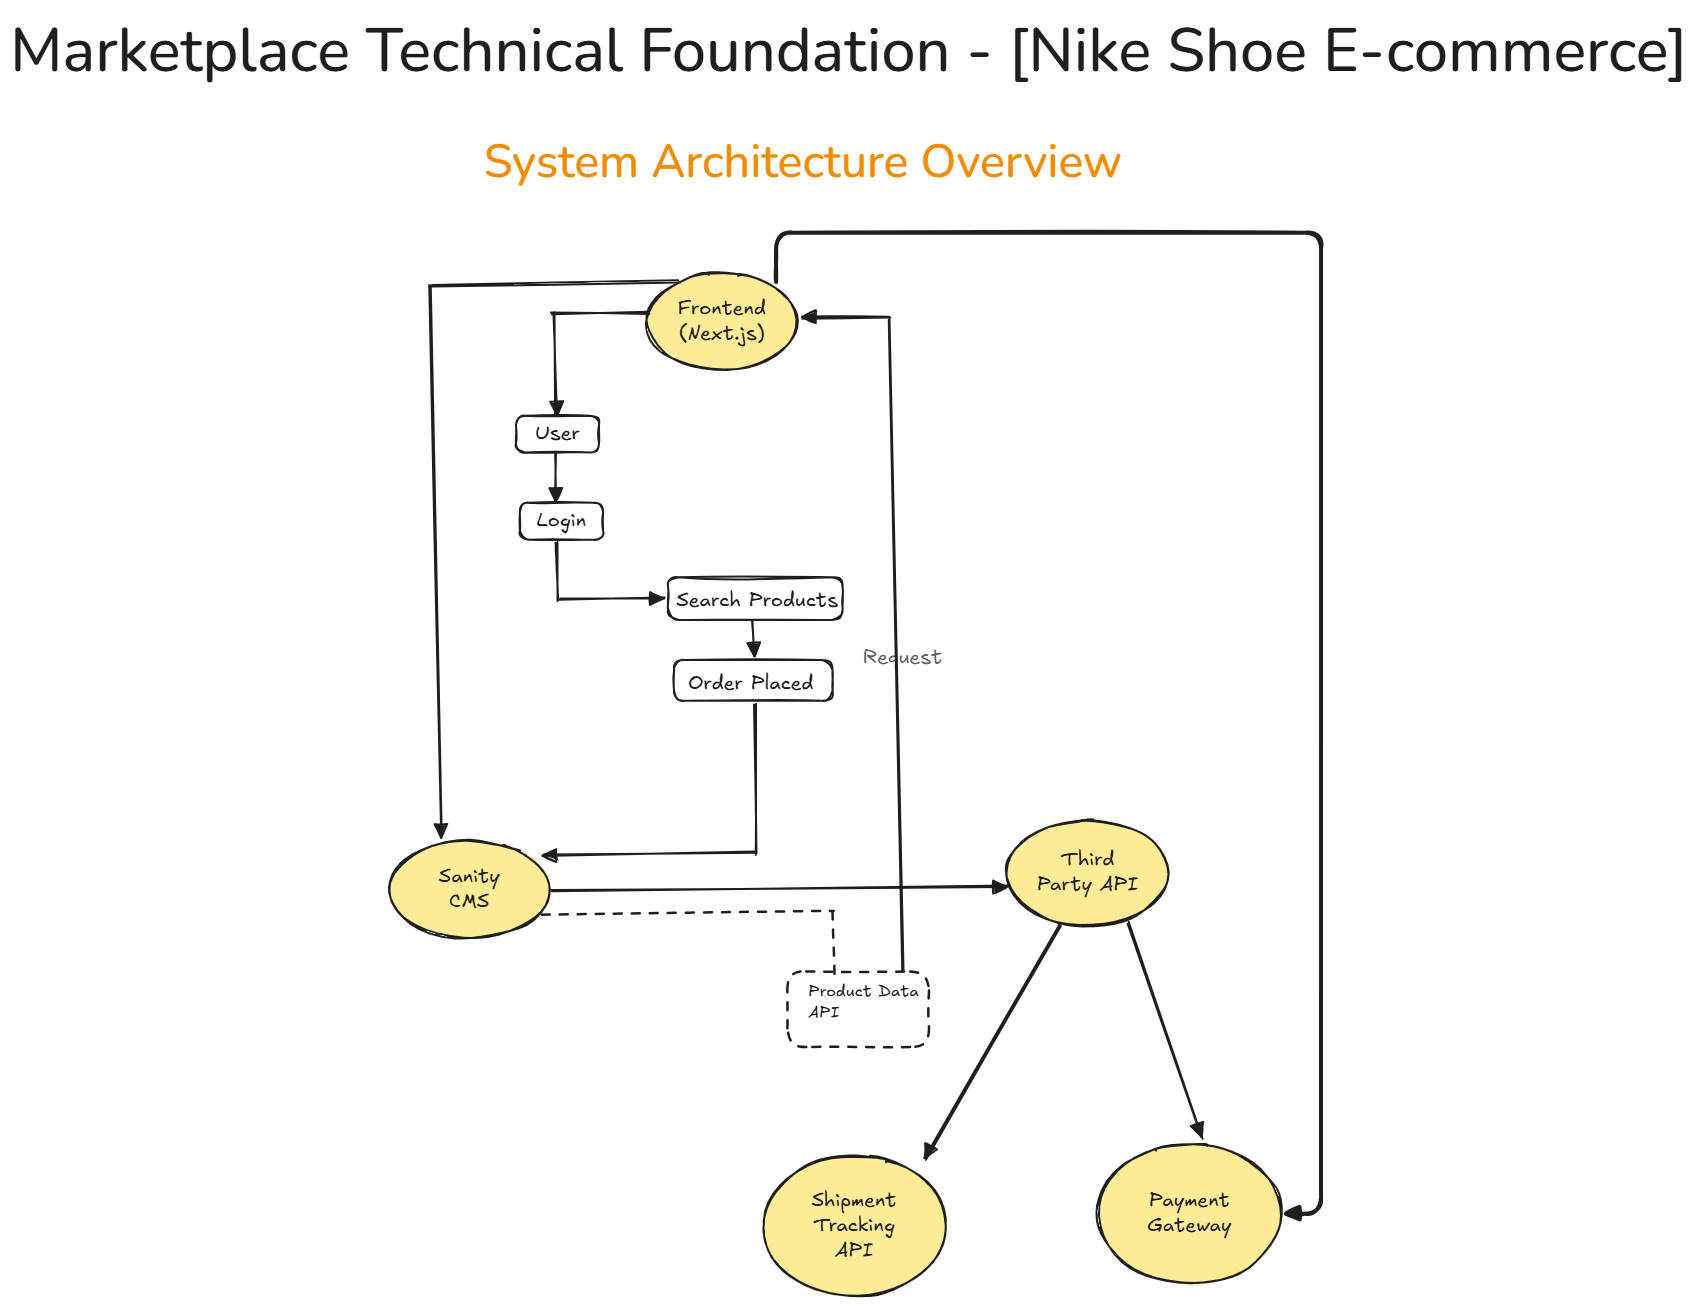 Marketplace Technical Foundation - [Nike Shoe E-commerce]
System Architecture Overview
Frontend
(Next.js)
User
Login
Search Products
Request
Order Placed
Sanity
CMS
Third
Party API
Product Data
API
Shipment
Tracking
API
Payment
Gateway